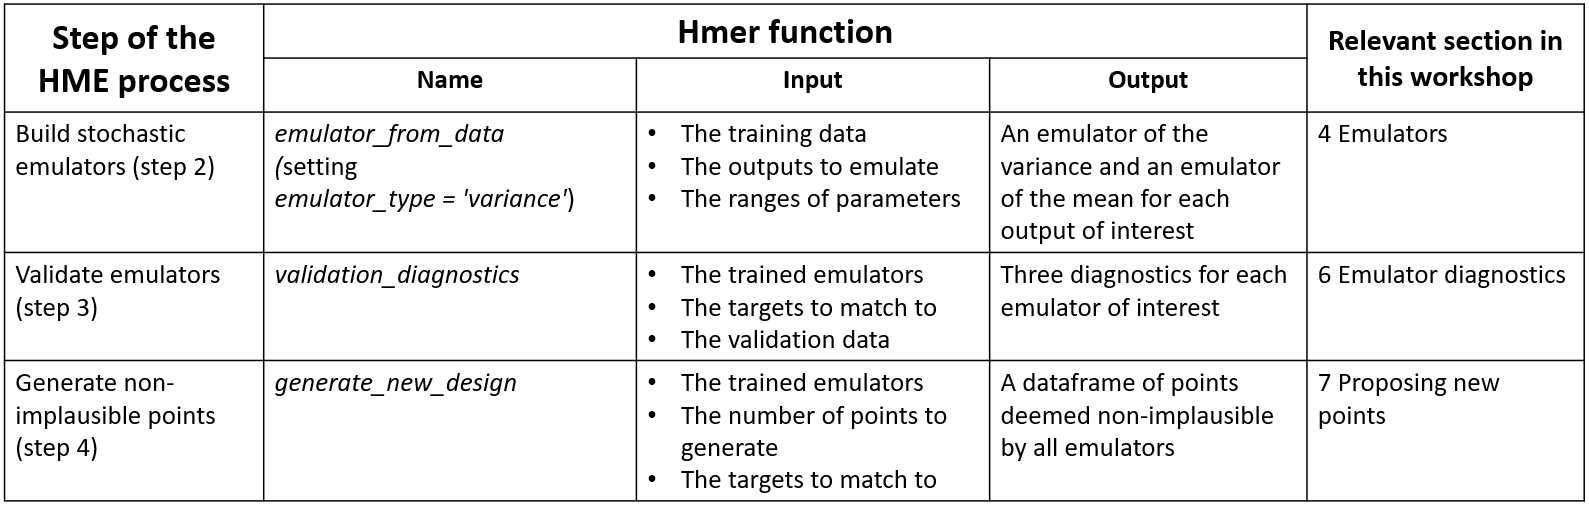 Step of the
HME process
Hmer function
Relevant section in
this workshop
Name
Input
Output
Build stochastic
emulators (step 2)
emulator_from_data
(setting
emulator_type = 'variance')
• The training data
• The outputs to emulate
• The ranges of parameters
An emulator of the
variance and an emulator
of the mean for each
output of interest
4 Emulators
Validate emulators
(step 3)
validation_diagnostics
• The trained emulators
• The targets to match to
• The validation data
Three diagnostics for each
emulator of interest
6 Emulator diagnostics
Generate non-
implausible points
(step 4)
generate_new_design
• The trained emulators
• The number of points to
generate
• The targets to match to
A dataframe of points
deemed non-implausible
by all emulators
7 Proposing new
points